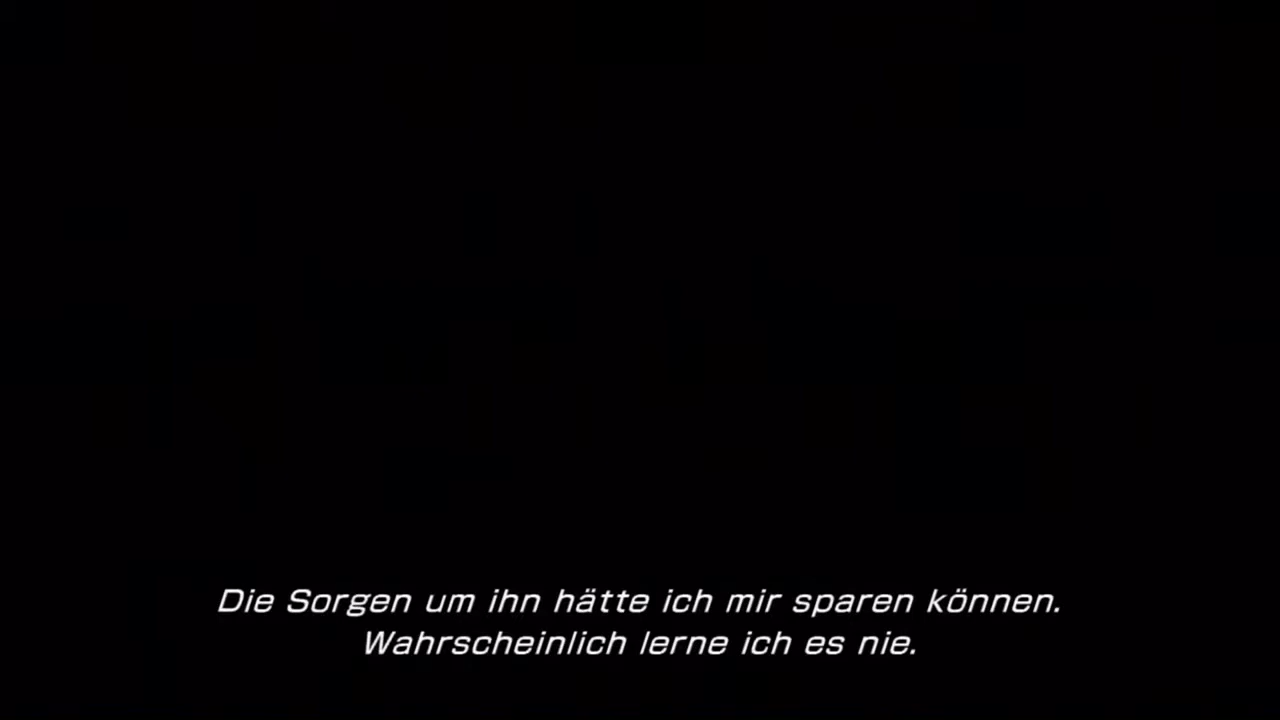 Die Sorgen um ihn hätte ich mir sparen können.
Wahrscheinlich lerne ich es nie.